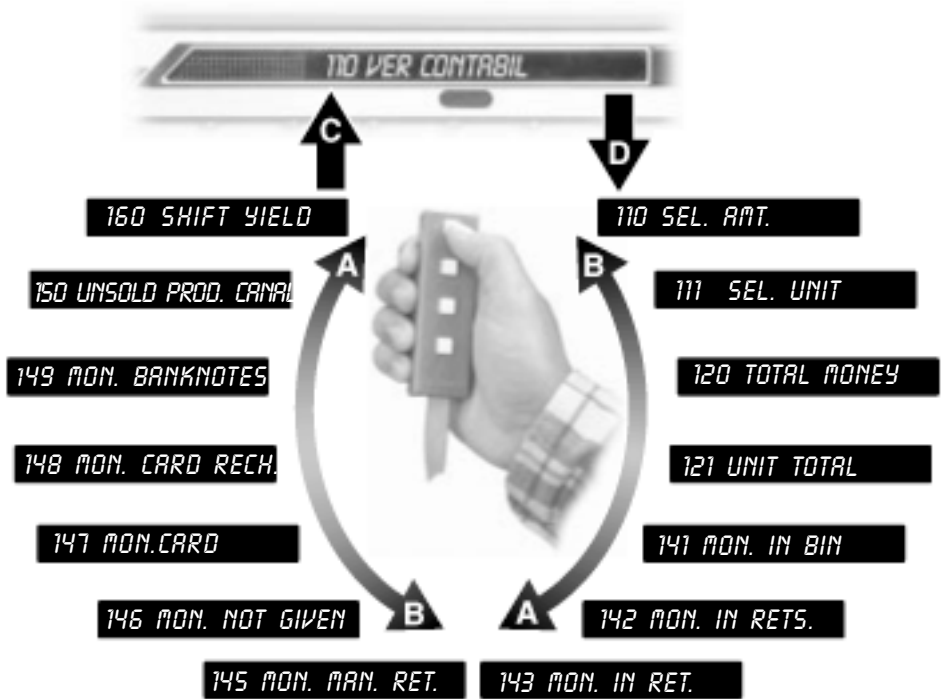 110 VER CONTABIL
C
D
160 SHIFT YIELD
110 SEL. AMT.
A
B
150 UNSOLD PROD. CANAL
111 SEL. UNIT
149 MON. BANKNOTES
120 TOTAL MONEY
148 MON. CARD RECH.
121 UNIT TOTAL
147 MON.CARD
141 MON. IN BIN
146 MON. NOT GIVEN
B
A
142 MON. IN RETS.
145 MON. MAN. RET.
143 MON. IN RET.